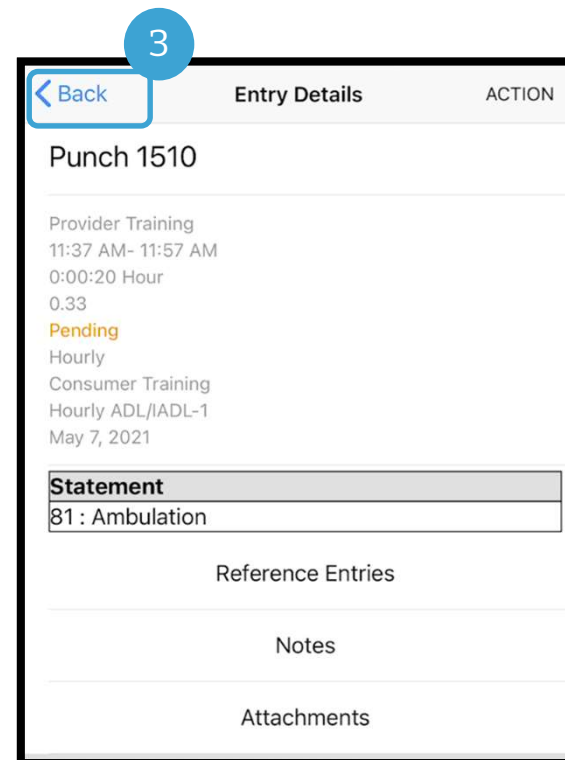 3
Back Entry Details ACTION
Punch 1510
Provider Training
11:37 AM- 11:57 AM
0:00:20 Hour
0.33
Pending
Hourly
Consumer Training
Hourly ADL/IADL-1
May 7, 2021
Statement
81 : Ambulation
Reference Entries
Notes
Attachments